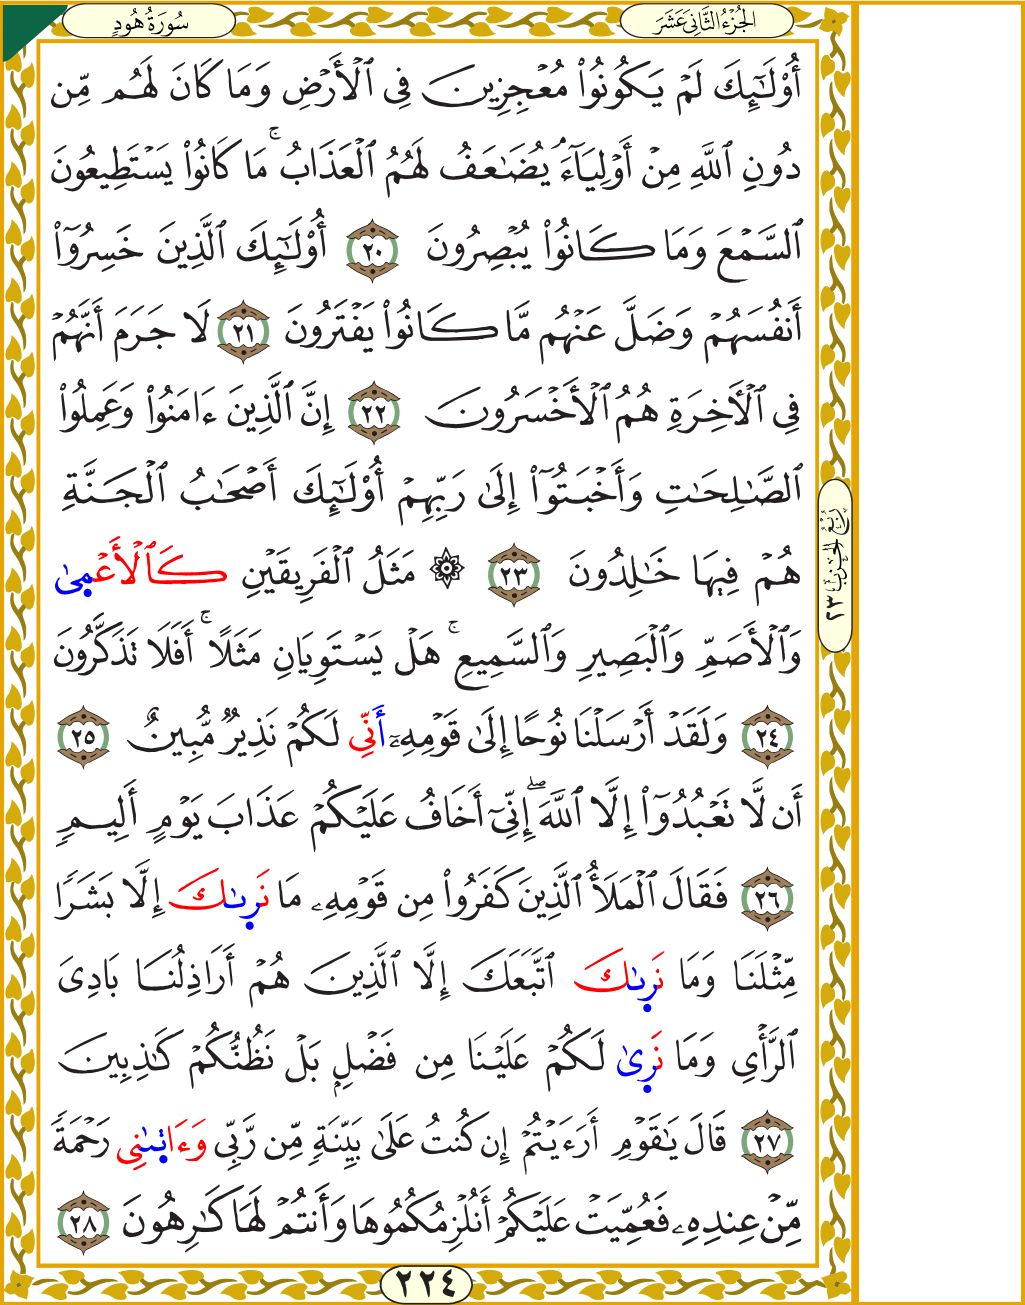 سُورَةُ هُودٍ
الجُزْءُ الثَّانِىَ عَشَرَ
أُو۟لَـٰٓئِكَ لَمْ يَكُونُوا۟ مُعْجِزِينَ فِى ٱلْأَرْضِ وَمَا كَانَ لَهُم مِّن
دُونِ ٱللَّهِ مِنْ أَوْلِيَآءَۘ يُضَـٰعَفُ لَهُمُ ٱلْعَذَابُۚ مَا كَانُوا۟ يَسْتَطِيعُونَ
ٱلسَّمْعَ وَمَا كَانُوا۟ يُبْصِرُونَ ٢٠ أُو۟لَـٰٓئِكَ ٱلَّذِينَ خَسِرُوٓا۟
أَنفُسَهُمْ وَضَلَّ عَنْهُم مَّا كَانُوا۟ يَفْتَرُونَ ٢١ لَا جَرَمَ أَنَّهُمْ
فِى ٱلْأَخِرَةِ هُمُ ٱلْأَخْسَرُونَ ٢٢ إِنَّ ٱلَّذِينَ ءَامَنُوا۟ وَعَمِلُوا۟
ٱلصَّـٰلِحَـٰتِ وَأَخْبَتُوٓا۟ إِلَىٰ رَبِّهِمْ أُو۟لَـٰٓئِكَ أَصْحَـٰبُ ٱلْجَنَّةِ
هُمْ فِيهَا خَـٰلِدُونَ ٢٣ ۞ مَثَلُ ٱلْفَرِيقَيْنِ كَٱلْأَعْمِىٰ
وَٱلْأَصَمِّ وَٱلْبَصِيرِ وَٱلسَّمِيعِۚ هَلْ يَسْتَوِيَانِ مَثَلًاۚ أَفَلَا تَذَكَّرُونَ
٢٤ وَلَقَدْ أَرْسَلْنَا نُوحًا إِلَىٰ قَوْمِهِۦٓ أَنِّى لَكُمْ نَذِيرٌ مُّبِينٌ ٢٥
أَن لَّا تَعْبُدُوٓا۟ إِلَّا ٱللَّهَۖ إِنِّىٓ أَخَافُ عَلَيْكُمْ عَذَابَ يَوْمٍ أَلِيمٍ
٢٦ فَقَالَ ٱلْمَلَأُ ٱلَّذِينَ كَفَرُوا۟ مِن قَوْمِهِۦ مَا نَرِىٰكَ إِلَّا بَشَرًا
مِّثْلَنَا وَمَا نَرِىٰكَ ٱتَّبَعَكَ إِلَّا ٱلَّذِينَ هُمْ أَرَاذِلُنَا بَادِىَ
ٱلرَّأْىِ وَمَا نَرِىٰ لَكُمْ عَلَيْنَا مِن فَضْلٍ بَلْ نَظُنُّكُمْ كَـٰذِبِينَ
٢٧ قَالَ يَـٰقَوْمِ أَرَءَيْتُمْ إِن كُنتُ عَلَىٰ بَيِّنَةٍ مِّن رَّبِّى وَءَاتِىٰنِى رَحْمَةً
مِّنْ عِندِهِۦ فَعُمِّيَتْ عَلَيْكُمْ أَنُلْزِمُكُمُوهَا وَأَنتُمْ لَهَا كَـٰرِهُونَ ٢٨
رُبْعُ الحِزْبِ ٢٣
٢٢٤